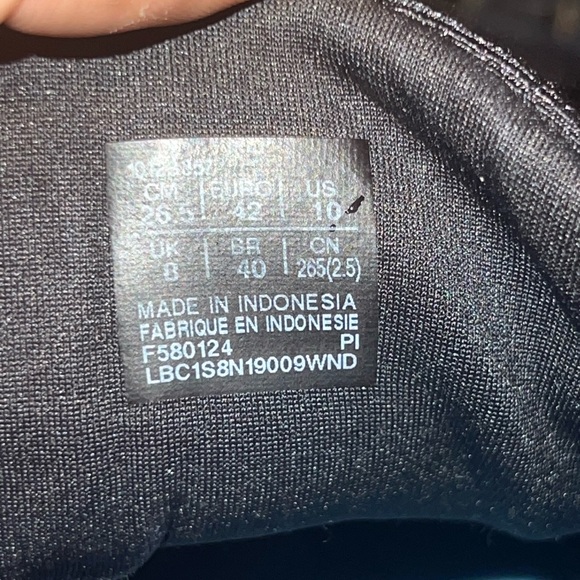 CM | EURO | US
26.5 | 42 | 10
UK | BR | CN
8 | 40 | 265(2.5)
MADE IN INDONESIA
FABRIQUE EN INDONESIE
F580124 PI
LBC1S8N19009WND